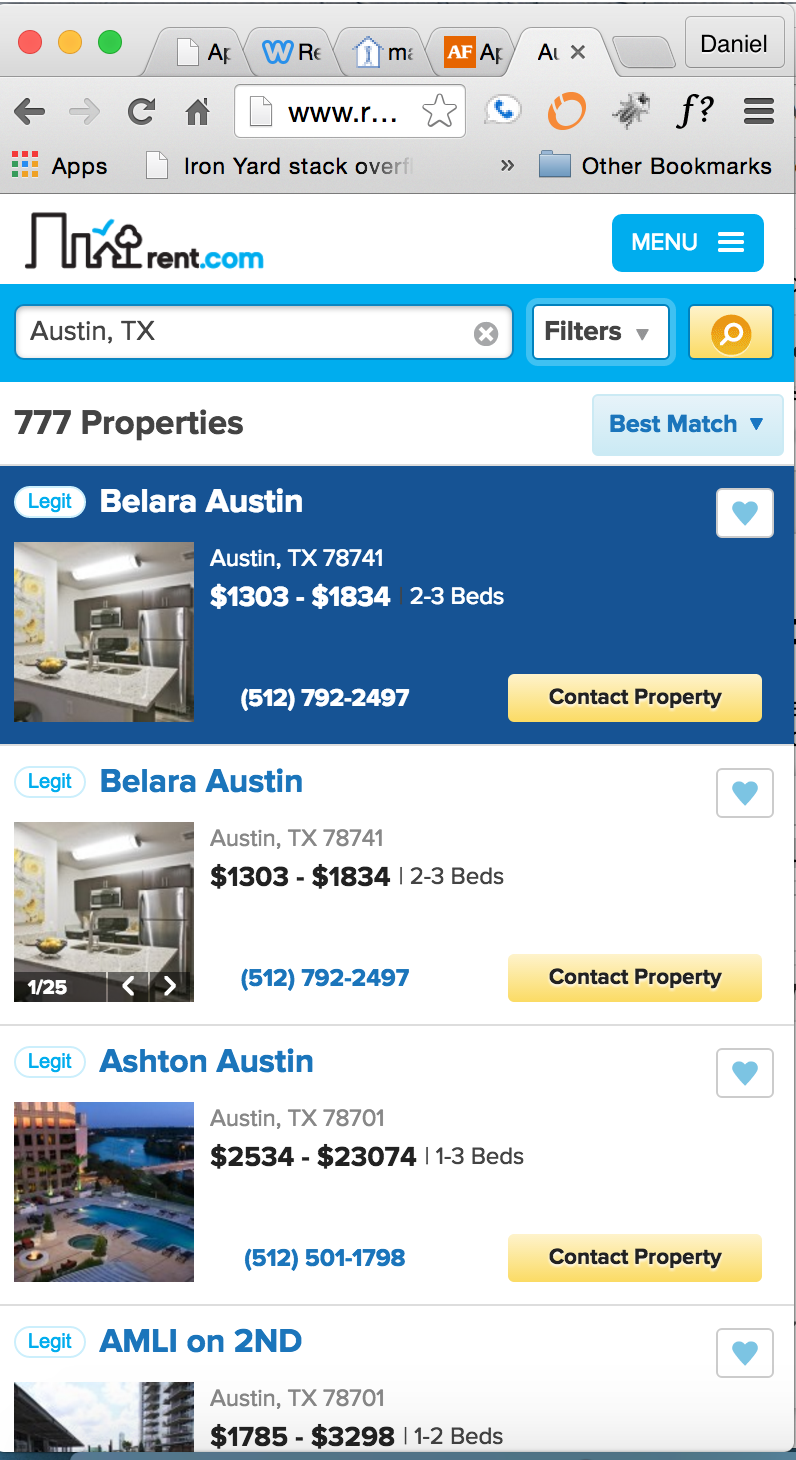 Ap
Re
ma
AF Ap
Au
Daniel
www.r...
f?
Apps
Iron Yard stack overfl
»
Other Bookmarks
rent.com
MENU
Austin, TX
Filters ▼
777 Properties
Best Match ▼
Legit Belara Austin
Austin, TX 78741
$1303 - $1834 | 2-3 Beds
(512) 792-2497
Contact Property
Legit Belara Austin
Austin, TX 78741
$1303 - $1834 | 2-3 Beds
1/25
(512) 792-2497
Contact Property
Legit Ashton Austin
Austin, TX 78701
$2534 - $23074 | 1-3 Beds
(512) 501-1798
Contact Property
Legit AMLI on 2ND
Austin, TX 78701
$1785 - $3298 | 1-2 Beds